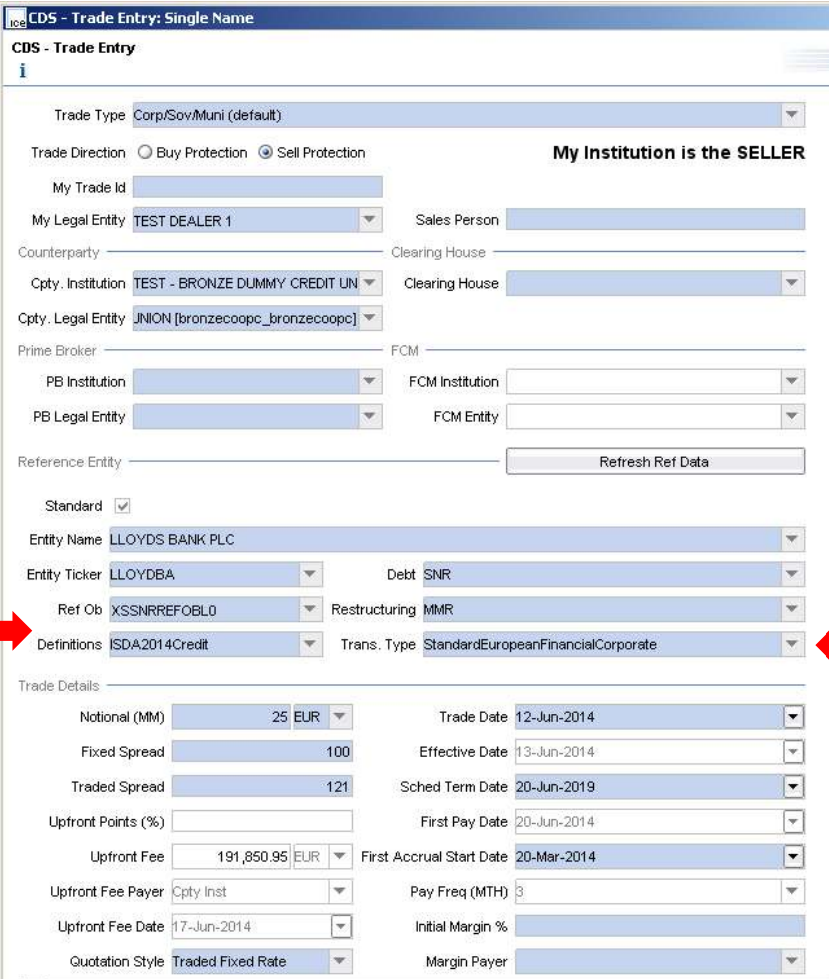 ice CDS - Trade Entry: Single Name
CDS - Trade Entry
i
Trade Type Corp/Sov/Muni (default)
Trade Direction Buy Protection Sell Protection My Institution is the SELLER
My Trade Id
My Legal Entity TEST DEALER 1 Sales Person
Counterparty Clearing House
Cpty. Institution TEST - BRONZE DUMMY CREDIT UN Clearing House
Cpty. Legal Entity JNION [bronzecoopc_bronzecoopc]
Prime Broker FCM
PB Institution FCM Institution
PB Legal Entity FCM Entity
Reference Entity Refresh Ref Data
Standard
Entity Name LLOYDS BANK PLC
Entity Ticker LLOYDBA Debt SNR
Ref Ob XSSNRREFOBL0 Restructuring MMR
Definitions ISDA2014Credit Trans. Type StandardEuropeanFinancialCorporate
Trade Details
Notional (MM) 25 EUR Trade Date 12-Jun-2014
Fixed Spread 100 Effective Date 13-Jun-2014
Traded Spread 121 Sched Term Date 20-Jun-2019
Upfront Points (%) First Pay Date 20-Jun-2014
Upfront Fee 191,850.95 EUR First Accrual Start Date 20-Mar-2014
Upfront Fee Payer Cpty Inst Pay Freq (MTH) 3
Upfront Fee Date 17-Jun-2014 Initial Margin %
Quotation Style Traded Fixed Rate Margin Payer